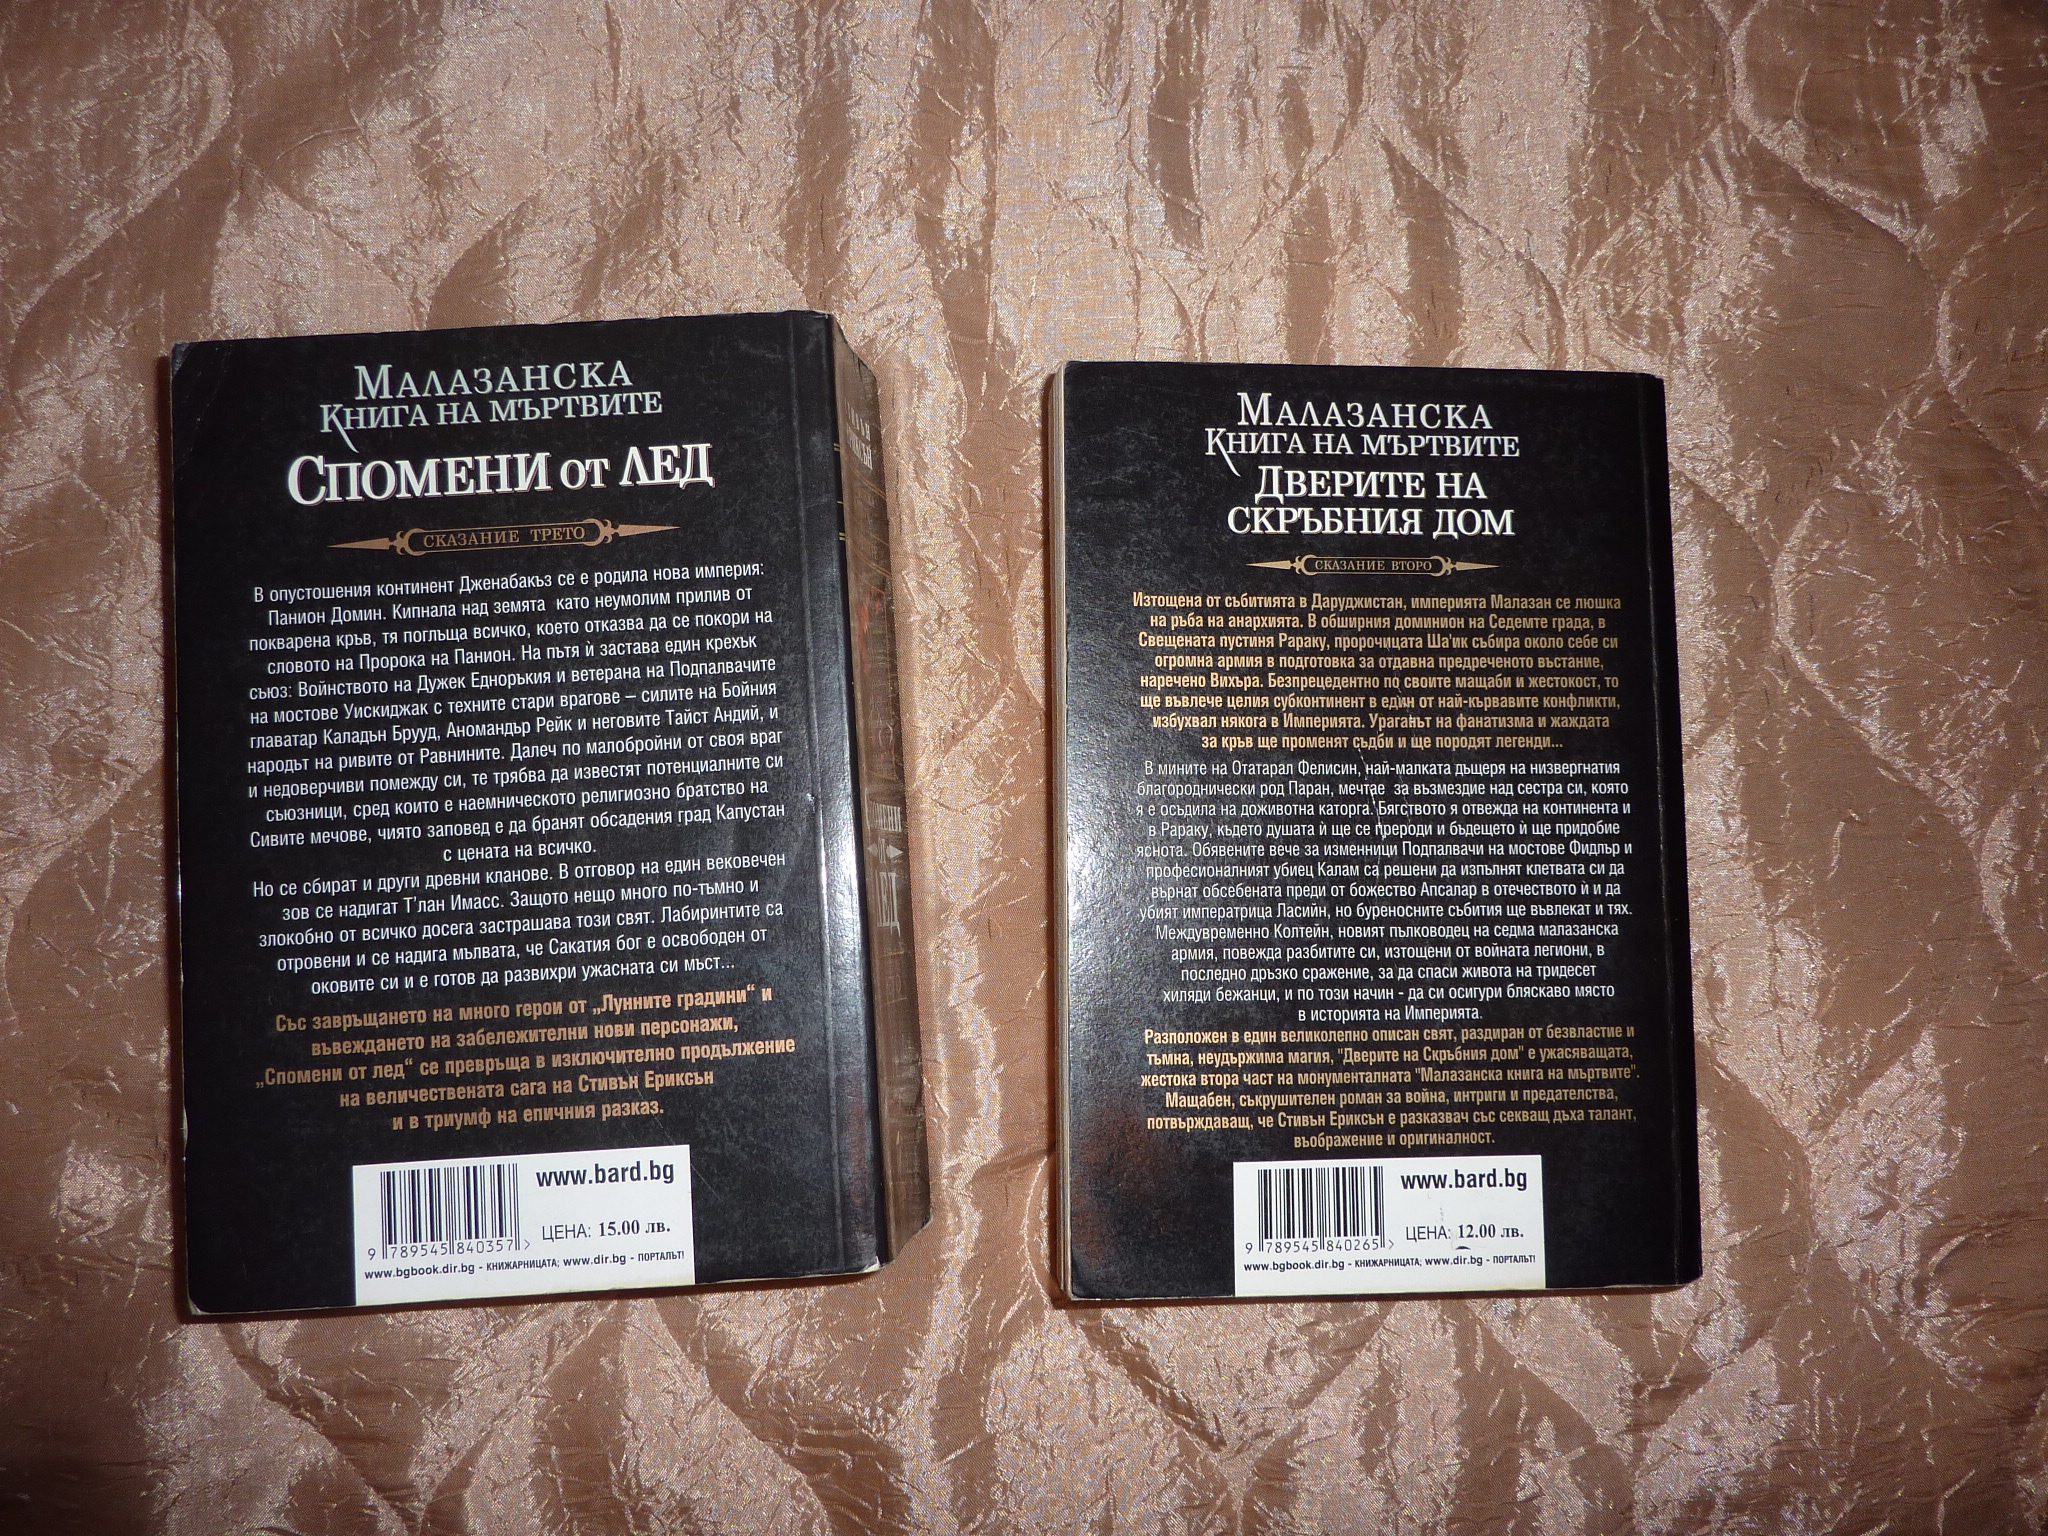 МАЛАЗАНСКА
КНИГА НА МЪРТВИТЕ
СПОМЕНИ ОТ ЛЕД
СКАЗАНИЕ ТРЕТО
В опустошения континент Дженабакъз се е родила нова империя:
Панион Домин. Кипнала над земята като неумолим прилив от
покварена кръв, тя поглъща всичко, което отказва да се покори на
словото на Пророка на Панион. На пътя ѝ застава един крехък
съюз: Войнството на Дужек Едноръкия и ветерана на Подпалвачите
на мостове Уискиджак с техните стари врагове – силите на Бойния
главатар Каладън Брууд, Аномандър Рейк и неговите Тайст Андий, и
народът на ривите от Равнините. Далеч по малобройни от своя враг
и недоверчиви помежду си, те трябва да известят потенциалните си
съюзници, сред които е наемническото религиозно братство на
Сивите мечове, чиято заповед е да бранят обсадения град Капустан
с цената на всичко.
Но се сбират и други древни кланове. В отговор на един вековечен
зов се надигат Т'лан Имасс. Защото нещо много по-тъмно и
злокобно от всичко досега застрашава този свят. Лабиринтите са
отровени и се надига мълвата, че Сакатия бог е освободен от
оковите си и е готов да развихри ужасната си мъст...
Със завръщането на много герои от „Лунните градини“ и
въвеждането на забележителни нови персонажи,
„Спомени от лед“ се превръща в изключително продължение
на величествената сага на Стивън Ериксън
и в триумф на епичния разказ.
www.bard.bg
ЦЕНА: 15.00 лв.
9 789545 840357 >
www.bgbook.dir.bg - КНИЖАРНИЦАТА; www.dir.bg - ПОРТАЛЪТ!
СПОМЕНИ
ОТ
ЛЕД
МАЛАЗАНСКА
КНИГА НА МЪРТВИТЕ
ДВЕРИТЕ НА
СКРЪБНИЯ ДОМ
СКАЗАНИЕ ВТОРО
Изтощена от събитията в Даруджистан, империята Малазан се люшка
на ръба на анархията. В обширния доминион на Седемте града, в
Свещената пустиня Рараку, пророчицата Ша'ик събира около себе си
огромна армия в подготовка за отдавна предреченото въстание,
наречено Вихъра. Безпрецедентно по своите мащаби и жестокост, то
ще въвлече целия субконтинент в един от най-кървавите конфликти,
избухвал някога в Империята. Ураганът на фанатизма и жаждата
за кръв ще променят съдби и ще породят легенди...
В мините на Отатарал Фелисин, най-малката дъщеря на низвергнатия
благороднически род Паран, мечтае за възмездие над сестра си, която
я е осъдила на доживотна каторга. Бягството я отвежда на континента и
в Рараку, където душата ѝ ще се прероди и бъдещето ѝ ще придобие
яснота. Обявените вече за изменници Подпалвачи на мостове Фидлър и
професионалният убиец Калам са решени да изпълнят клетвата си да
върнат обсебената преди от божество Апсалар в отечеството ѝ и да
убият императрица Ласийн, но буреносните събития ще въвлекат и тях.
Междувременно Колтейн, новият пълководец на седма малазанска
армия, повежда разбитите си, изтощени от войната легиони, в
последно дръзко сражение, за да спаси живота на тридесет
хиляди бежанци, и по този начин - да си осигури бляскаво място
в историята на Империята.
Разположен в един великолепно описан свят, раздиран от безвластие и
тъмна, неудържима магия, "Дверите на Скръбния дом" е ужасяващата,
жестока втора част на монументалната "Малазанска книга на мъртвите".
Мащабен, съкрушителен роман за война, интриги и предателства,
потвърждаващ, че Стивън Ериксън е разказвач със секващ дъха талант,
въображение и оригиналност.
www.bard.bg
ЦЕНА: 12.00 лв.
9 789545 840265 >
www.bgbook.dir.bg - КНИЖАРНИЦАТА; www.dir.bg - ПОРТАЛЪТ!